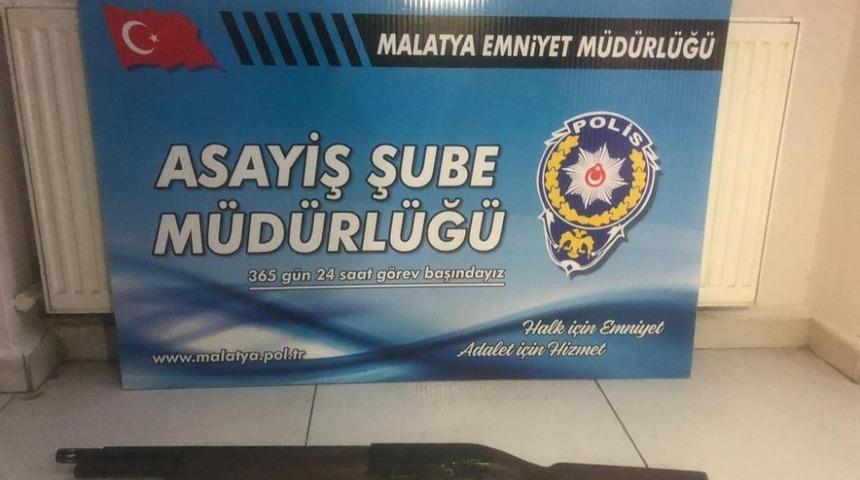 MALATYA EMNİYET MÜDÜRLÜĞÜ
POLİS
ASAYİŞ ŞUBE
MÜDÜRLÜĞÜ
365 gün 24 saat görev başındayız
Halk için Emniyet
Adalet için Hizmet
www.malatya.pol.tr